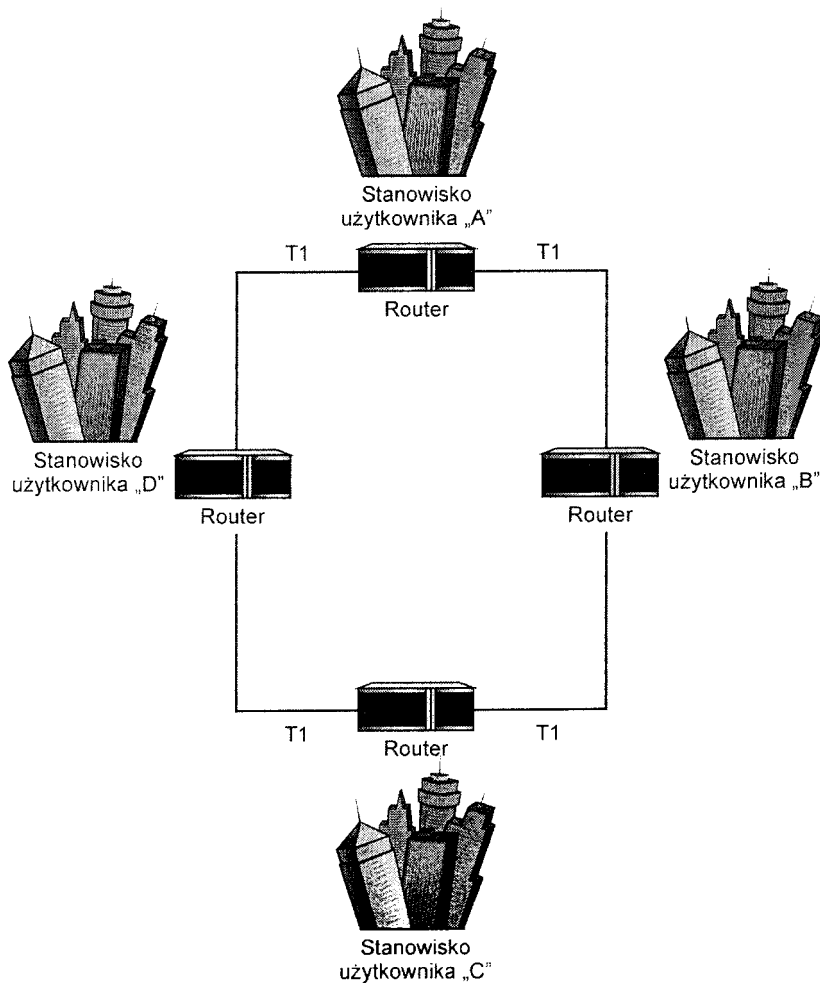 Stanowisko
użytkownika „A”
T1
T1
Router
Stanowisko
użytkownika „D”
Router
Stanowisko
użytkownika „B”
Router
T1
T1
Router
Stanowisko
użytkownika „C”